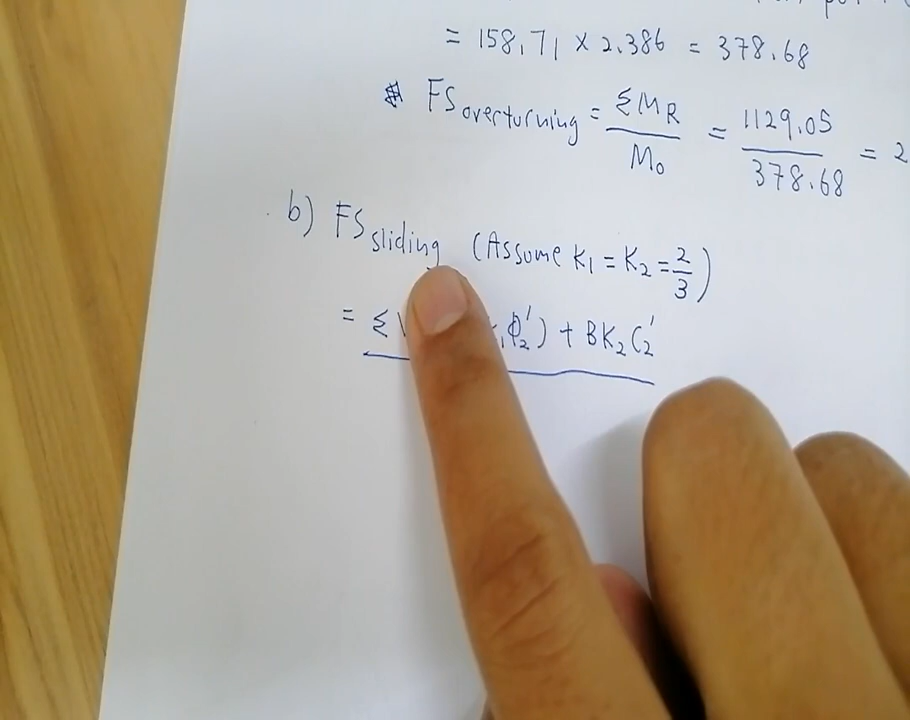 = 158.71 × 2.386 = 378.68
* FS overturning = ΣM_R / M_o = 1129.05 / 378.68 = 2
b) FS sliding (Assume K₁ = K₂ = 2/3)
= Σ ϕ₂′) + BK₂C₂′